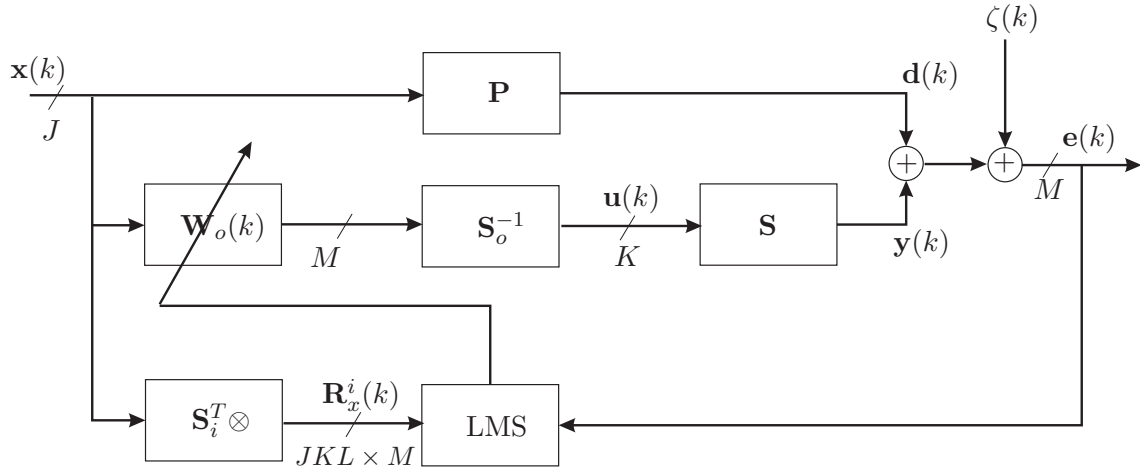 ζ(k)
x(k)
J
P
d(k)
+
+
e(k)
M
W_o(k)
M
S_o^{-1}
u(k)
K
S
y(k)
S_i^T ⊗
R_x^i(k)
JKL × M
LMS